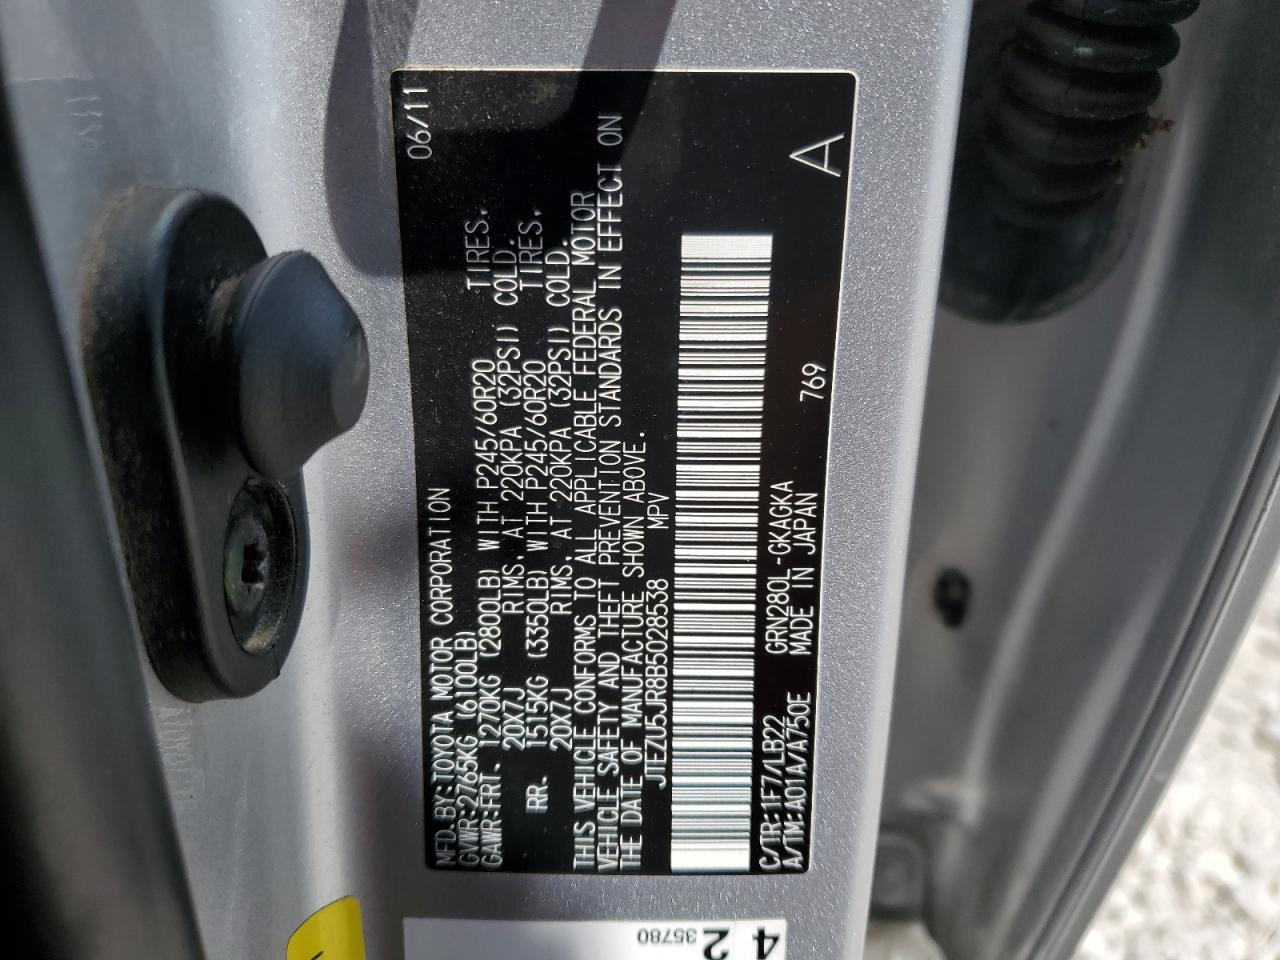 MFD.BY:TOYOTA MOTOR CORPORATION 06/11
GVWR:2765KG (6100LB)
GAWR:FRT. 1270KG (2800LB) WITH P245/60R20 TIRES.
20X7J RIMS, AT 220KPA (32PSI) COLD.
RR. 1515KG (3350LB) WITH P245/60R20 TIRES.
20X7J RIMS, AT 220KPA (32PSI) COLD.
THIS VEHICLE CONFORMS TO ALL APPLICABLE FEDERAL MOTOR
VEHICLE SAFETY AND THEFT PREVENTION STANDARDS IN EFFECT ON
THE DATE OF MANUFACTURE SHOWN ABOVE.
JTEZU5JR8B5028538 MPV
C/TR:1F7/LB22 GRN280L-GKAGKA 769
A/TM:A01A/A750E MADE IN JAPAN
A
42
35780